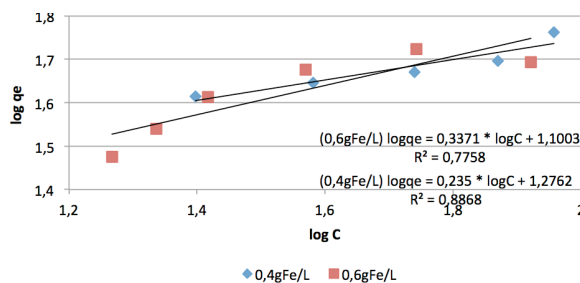 1,8
1,7
1,6
1,5
1,4
log qe
(0,6gFe/L) logqe = 0,3371 * logC + 1,1003
R² = 0,7758
(0,4gFe/L) logqe = 0,235 * logC + 1,2762
R² = 0,8868
1,2 1,4 1,6 1,8 2
log C
0,4gFe/L 0,6gFe/L